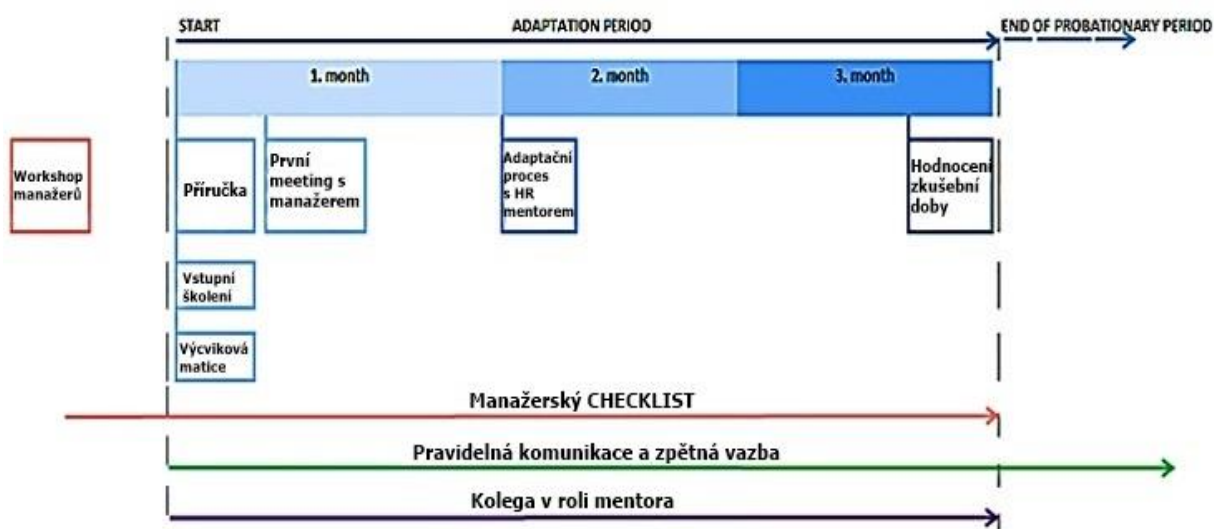 START
ADAPTATION PERIOD
END OF PROBATIONARY PERIOD
1. month
2. month
3. month
Workshop
manažerů
Příručka
První
meeting s
manažerem
Adaptační
proces
s HR
mentorem
Hodnocení
zkušební
doby
Vstupní
školení
Výcviková
matice
Manažerský CHECKLIST
Pravidelná komunikace a zpětná vazba
Kolega v roli mentora